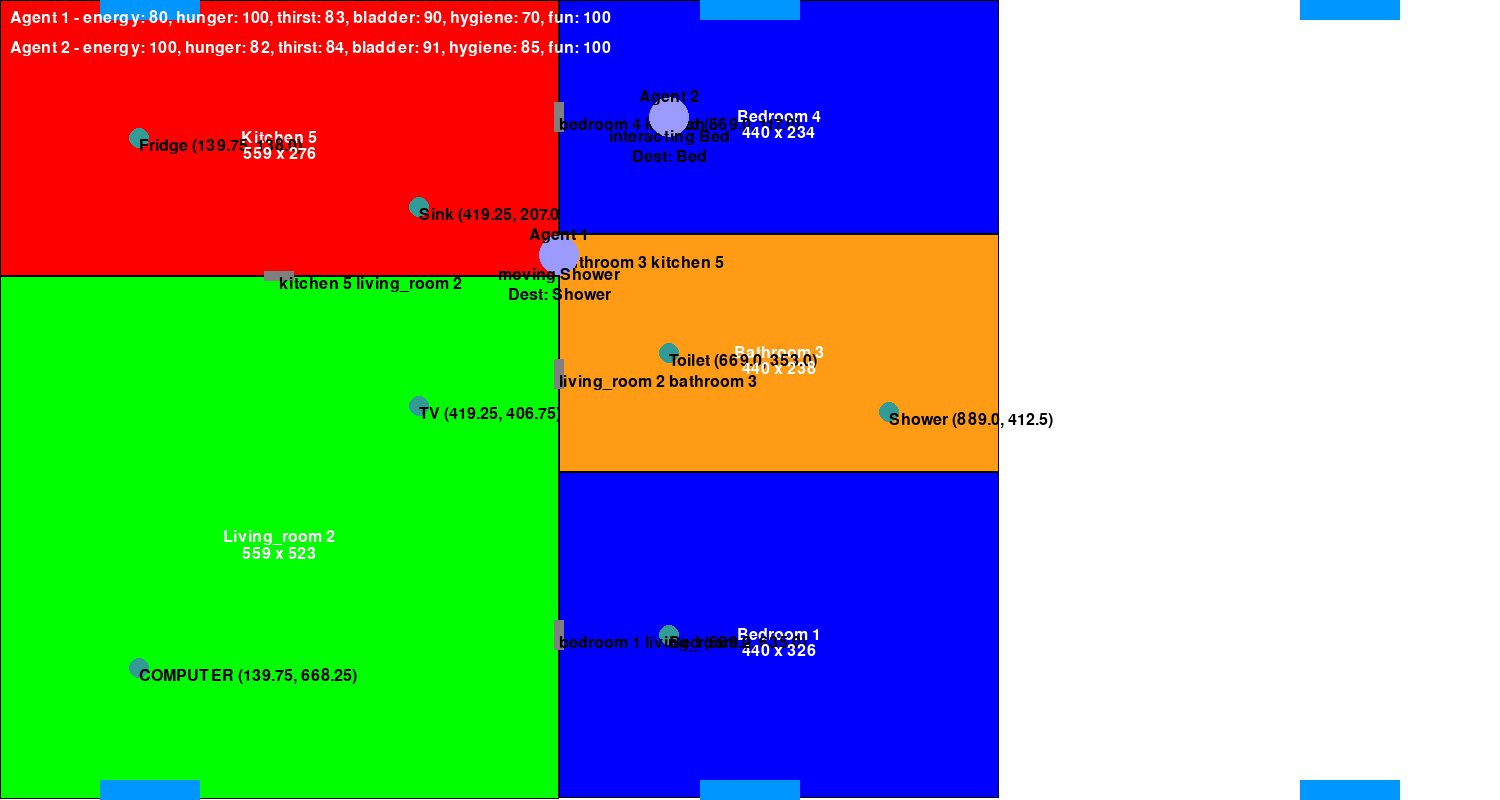 Agent 1 - energy: 80, hunger: 100, thirst: 83, bladder: 90, hygiene: 70, fun: 100
Agent 2 - energy: 100, hunger: 82, thirst: 84, bladder: 91, hygiene: 85, fun: 100
Agent 2
Bedroom 4
440 x 234
bedroom 4
interacting Bed
Dest: Bed
Kitchen 5
559 x 276
Fridge (139.75, 138.0)
Sink (419.25, 207.0
Agent 1
throom 3 kitchen 5
moving Shower
Dest: Shower
kitchen 5 living_room 2
Bathroom 3
440 x 238
Toilet (669.0, 353.0)
living_room 2 bathroom 3
TV (419.25, 406.75)
Shower (889.0, 412.5)
Living_room 2
559 x 523
Bedroom 1
440 x 326
bedroom 1
COMPUTER (139.75, 668.25)